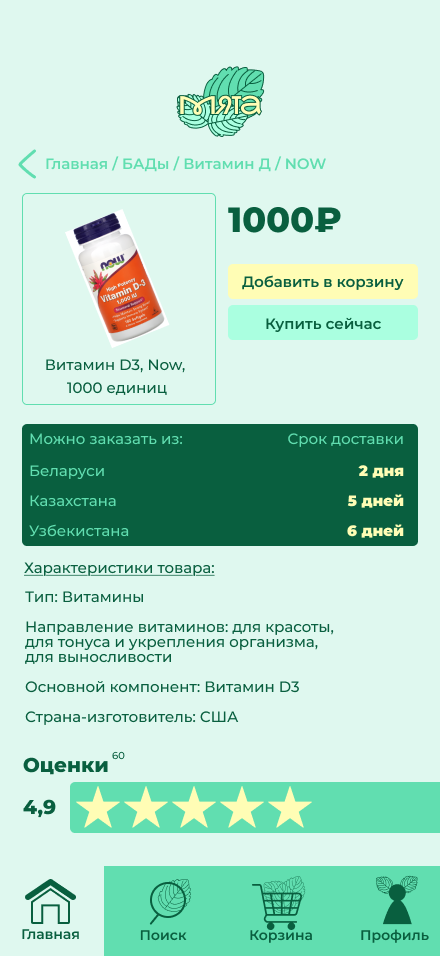 Мята
Главная / БАДы / Витамин Д / NOW
1000₽
NOW
High Potency
Vitamin D-3
1,000 IU
Добавить в корзину
Купить сейчас
Витамин D3, Now,
1000 единиц
Можно заказать из: Срок доставки
Беларуси 2 дня
Казахстана 5 дней
Узбекистана 6 дней
Характеристики товара:
Тип: Витамины
Направление витаминов: для красоты,
для тонуса и укрепления организма,
для выносливости
Основной компонент: Витамин D3
Страна-изготовитель: США
Оценки 60
4,9
Главная Поиск Корзина Профиль